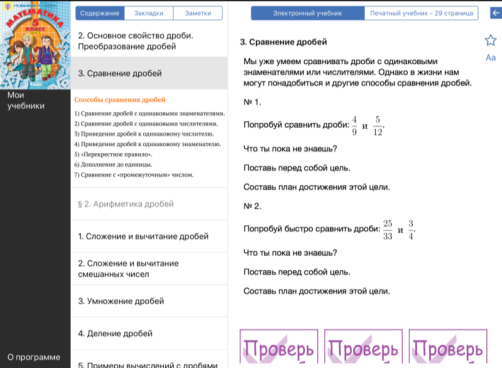 Содержание
Закладки
Заметки
Электронный учебник
Печатный учебник - 29 страница
МАТЕМАТИКА
5 КЛАСС
Мои учебники
О программе
2. Основное свойство дроби.
Преобразование дробей
3. Сравнение дробей
Способы сравнения дробей
1) Сравнение дробей с одинаковыми знаменателями.
2) Сравнение дробей с одинаковыми числителями.
3) Приведение дробей к одинаковому числителю.
4) Приведение дробей к одинаковому знаменателю.
5) «Перекрестное правило».
6) Дополнение до единицы.
7) Сравнение с «промежуточным» числом.
§ 2. Арифметика дробей
1. Сложение и вычитание дробей
2. Сложение и вычитание
смешанных чисел
3. Умножение дробей
4. Деление дробей
5. Примеры вычислений с дробями
3. Сравнение дробей
Aa
Мы уже умеем сравнивать дроби с одинаковыми
знаменателями или числителями. Однако в жизни нам
могут понадобиться и другие способы сравнения дробей.
№ 1.
Попробуй сравнить дроби: 4/9 и 5/12.
Что ты пока не знаешь?
Поставь перед собой цель.
Составь план достижения этой цели.
№ 2.
Попробуй быстро сравнить дроби: 25/33 и 3/4.
Что ты пока не знаешь?
Поставь перед собой цель.
Составь план достижения этой цели.
Проверь Проверь Проверь